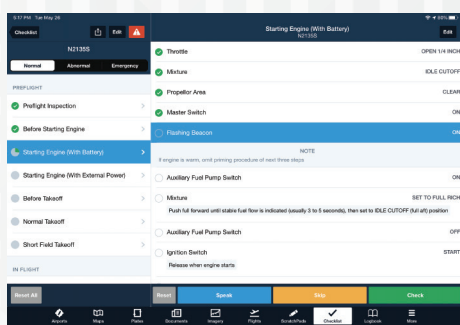 5:17 PM Tue May 26
69%
Checklist
Edit
Starting Engine (With Battery)
N2135S
Edit
N2135S
Normal
Abnormal
Emergency
PREFLIGHT
Preflight Inspection
Before Starting Engine
Starting Engine (With Battery)
Starting Engine (With External Power)
Before Takeoff
Normal Takeoff
Short Field Takeoff
IN FLIGHT
Reset All
Throttle OPEN 1/4 INCH
Mixture IDLE CUTOFF
Propellor Area CLEAR
Master Switch ON
Flashing Beacon ON
NOTE
If engine is warm, omit priming procedure of next three steps
Auxiliary Fuel Pump Switch ON
Mixture SET TO FULL RICH
Push full forward until stable fuel flow is indicated (usually 3 to 5 seconds), then set to IDLE CUTOFF (full aft) position
Auxiliary Fuel Pump Switch OFF
Ignition Switch START
Release when engine starts
Reset
Speak
Skip
Check
Airports
Maps
Plates
Documents
Imagery
Flights
ScratchPads
Checklist
Logbook
More